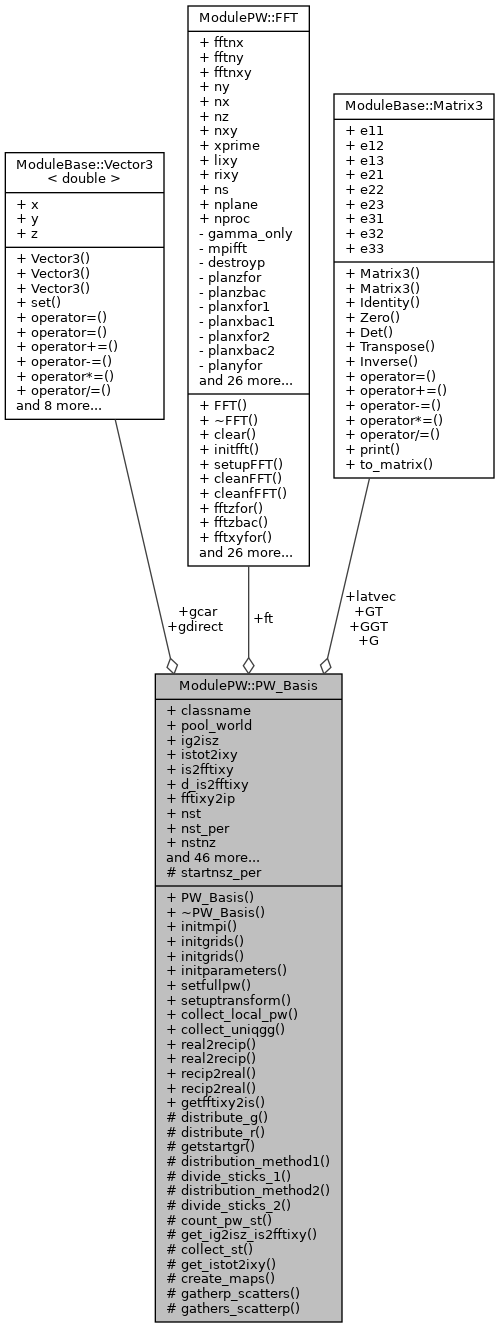 ModulePW::FFT
+ fftnx
+ fftny
+ fftnxy
+ ny
+ nx
+ nz
+ nxy
+ xprime
+ lixy
+ rixy
+ ns
+ nplane
+ nproc
- gamma_only
- mpifft
- destroyp
- planzfor
- planzbac
- planxfor1
- planxbac1
- planxfor2
- planxbac2
- planyfor
and 26 more...
+ FFT()
+ ~FFT()
+ clear()
+ initfft()
+ setupFFT()
+ cleanFFT()
+ cleanfFFT()
+ fftzfor()
+ fftzbac()
+ fftxyfor()
and 26 more...
ModuleBase::Matrix3
+ e11
+ e12
+ e13
+ e21
+ e22
+ e23
+ e31
+ e32
+ e33
+ Matrix3()
+ Matrix3()
+ Identity()
+ Zero()
+ Det()
+ Transpose()
+ Inverse()
+ operator=()
+ operator+=()
+ operator-=()
+ operator*=()
+ operator/=()
+ print()
+ to_matrix()
ModuleBase::Vector3
< double >
+ x
+ y
+ z
+ Vector3()
+ Vector3()
+ Vector3()
+ set()
+ operator=()
+ operator=()
+ operator+=()
+ operator-=()
+ operator*=()
+ operator/=()
and 8 more...
+gcar
+gdirect
+ft
+latvec
+GT
+GGT
+G
ModulePW::PW_Basis
+ classname
+ pool_world
+ ig2isz
+ istot2ixy
+ is2fftixy
+ d_is2fftixy
+ fftixy2ip
+ nst
+ nst_per
+ nstnz
and 46 more...
# startnsz_per
+ PW_Basis()
+ ~PW_Basis()
+ initmpi()
+ initgrids()
+ initgrids()
+ initparameters()
+ setfullpw()
+ setuptransform()
+ collect_local_pw()
+ collect_uniqgg()
+ real2recip()
+ real2recip()
+ recip2real()
+ recip2real()
+ getfftixy2is()
# distribute_g()
# distribute_r()
# getstartgr()
# distribution_method1()
# divide_sticks_1()
# distribution_method2()
# divide_sticks_2()
# count_pw_st()
# get_ig2isz_is2fftixy()
# collect_st()
# get_istot2ixy()
# create_maps()
# gatherp_scatters()
# gathers_scatterp()